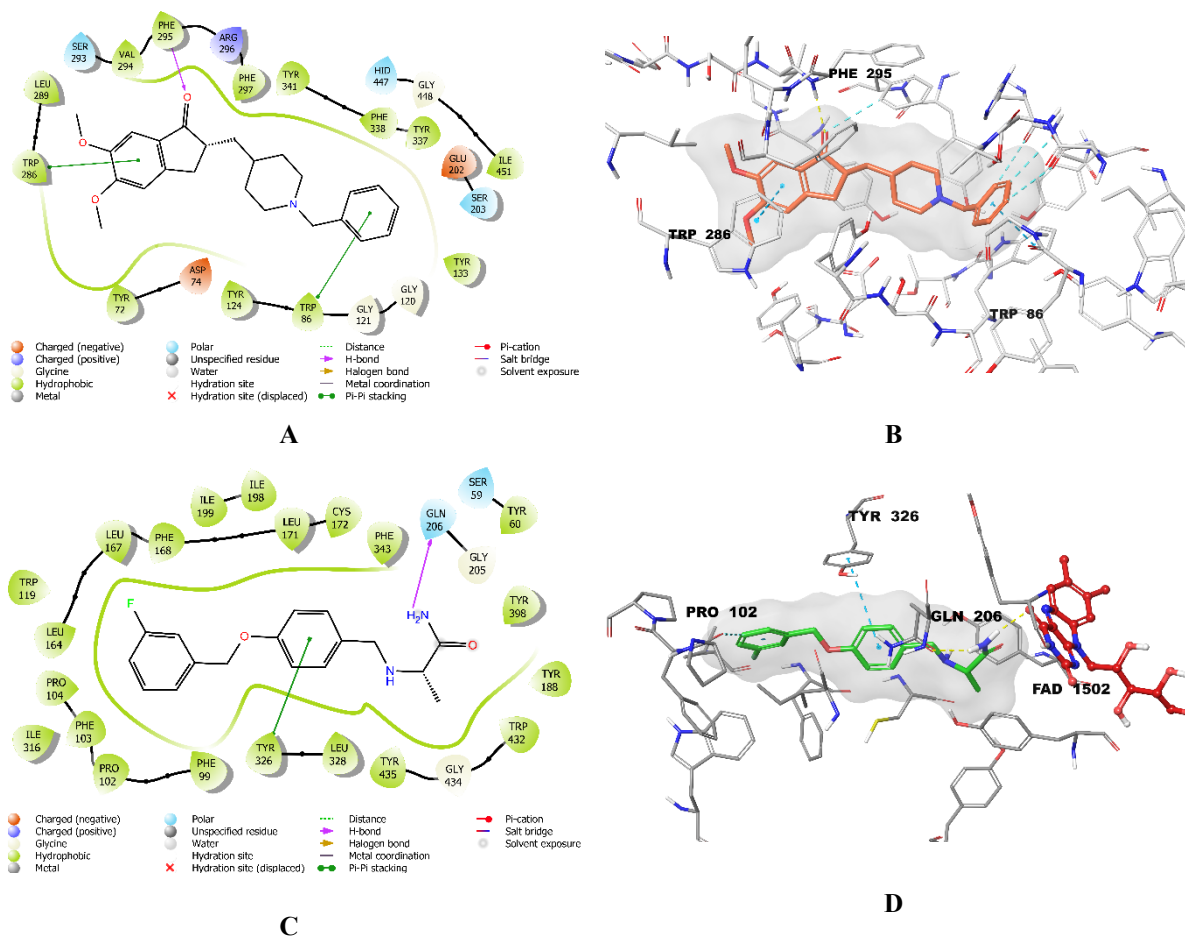 PHE
295
SER
293
VAL
294
ARG
296
PHE
297
LEU
289
TYR
341
HID
447
GLY
448
PHE
338
TYR
337
TRP
286
GLU
202
ILE
451
SER
203
O
O
O
N
TYR
133
ASP
74
TYR
72
TYR
124
TRP
86
GLY
121
GLY
120
Charged (negative)
Charged (positive)
Glycine
Hydrophobic
Metal
Polar
Unspecified residue
Water
Hydration site
Hydration site (displaced)
Distance
H-bond
Halogen bond
Metal coordination
Pi-Pi stacking
Pi-cation
Salt bridge
Solvent exposure
A
PHE 295
TRP 286
TRP 86
B
ILE
199
ILE
198
SER
59
GLN
206
TYR
60
LEU
167
PHE
168
LEU
171
CYS
172
PHE
343
GLY
205
TRP
119
TYR
398
LEU
164
F
O
H2N
O
NH
PRO
104
PHE
103
ILE
316
PRO
102
PHE
99
TYR
326
LEU
328
TYR
435
GLY
434
TRP
432
TYR
188
Charged (negative)
Charged (positive)
Glycine
Hydrophobic
Metal
Polar
Unspecified residue
Water
Hydration site
Hydration site (displaced)
Distance
H-bond
Halogen bond
Metal coordination
Pi-Pi stacking
Pi-cation
Salt bridge
Solvent exposure
C
TYR 326
PRO 102
GLN 206
FAD 1502
D